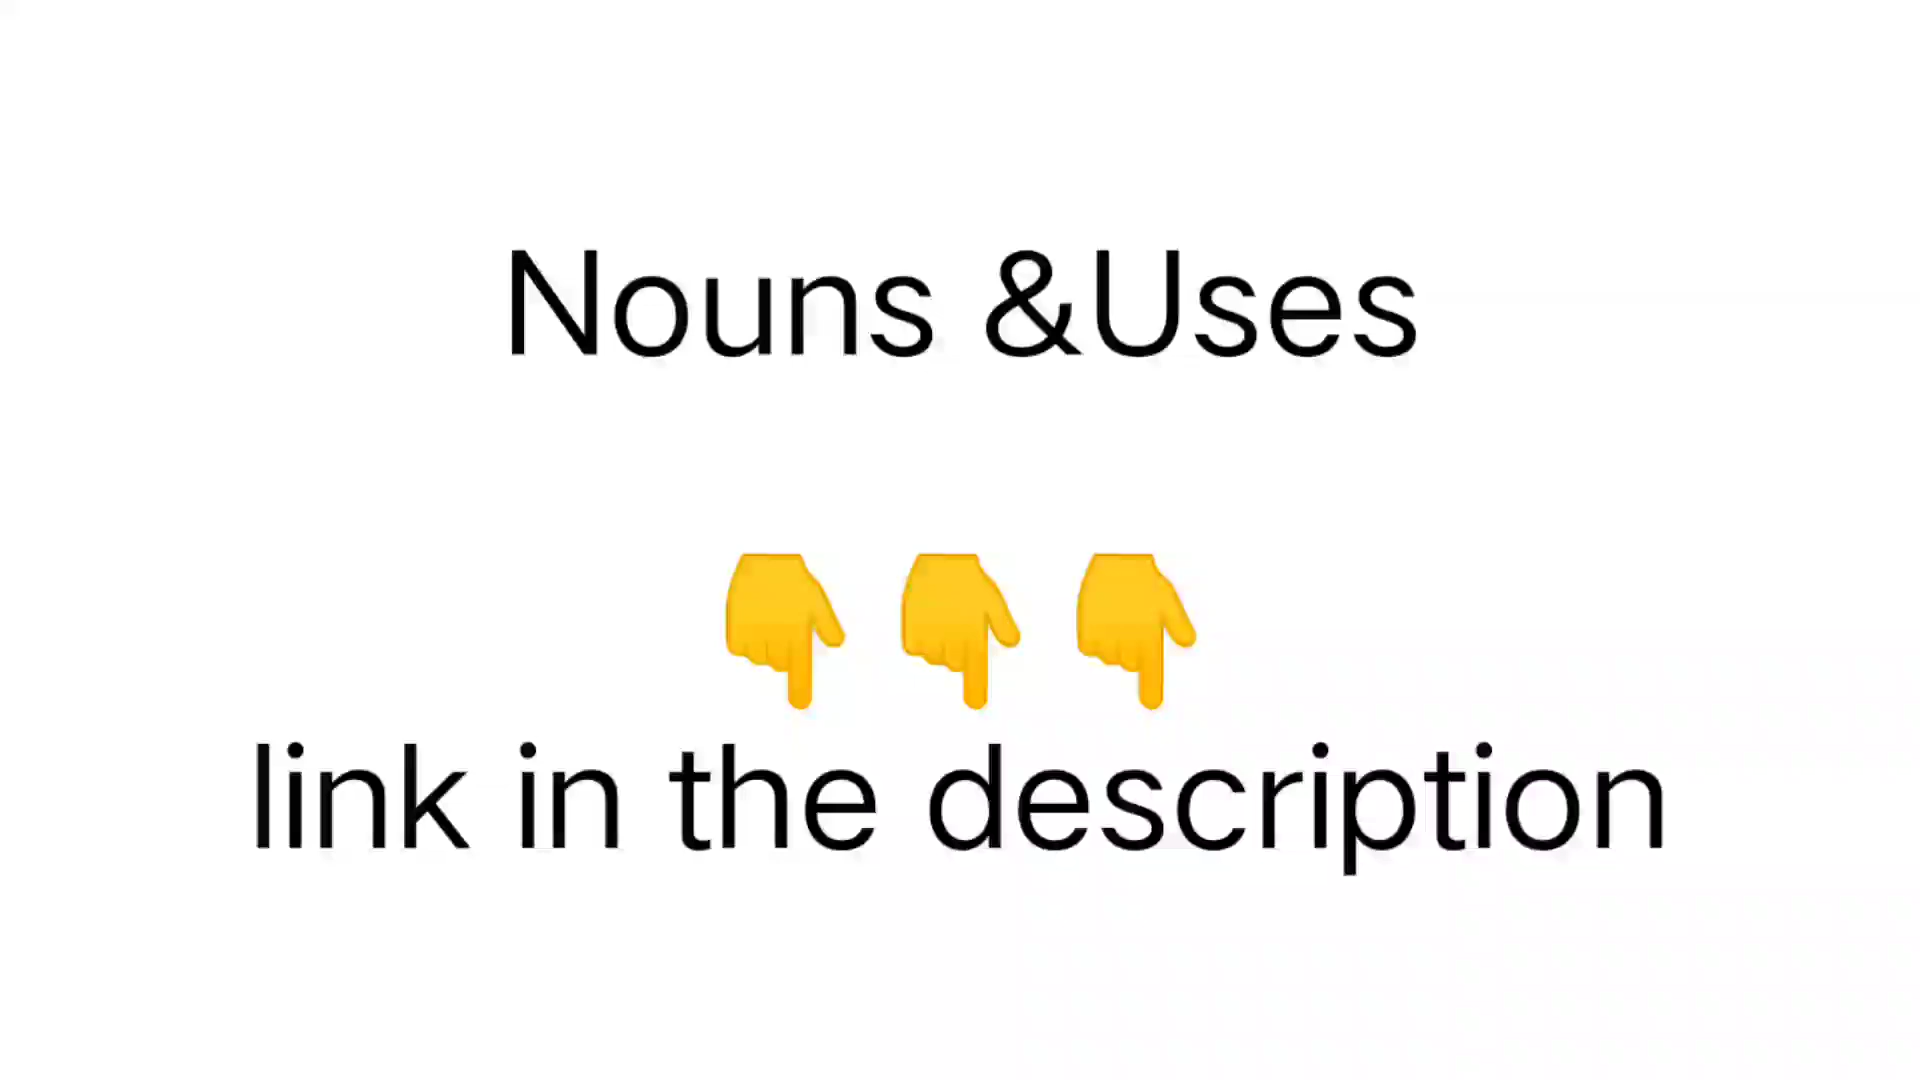 Nouns &Uses
👇👇👇
link in the description